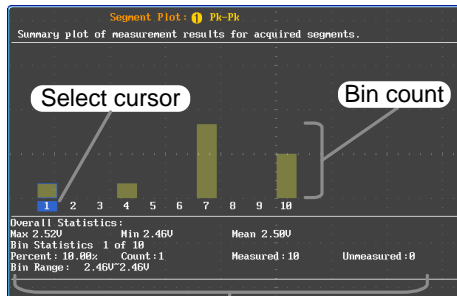 Segment Plot: 1 Pk-Pk
Summary plot of measurement results for acquired segments.
Select cursor
Bin count
1 2 3 4 5 6 7 8 9 10
Overall Statistics:
Max 2.52V Min 2.46V Mean 2.50V
Bin Statistics 1 of 10
Percent: 10.00% Count: 1 Measured: 10 Unmeasured: 0
Bin Range: 2.46V~2.46V